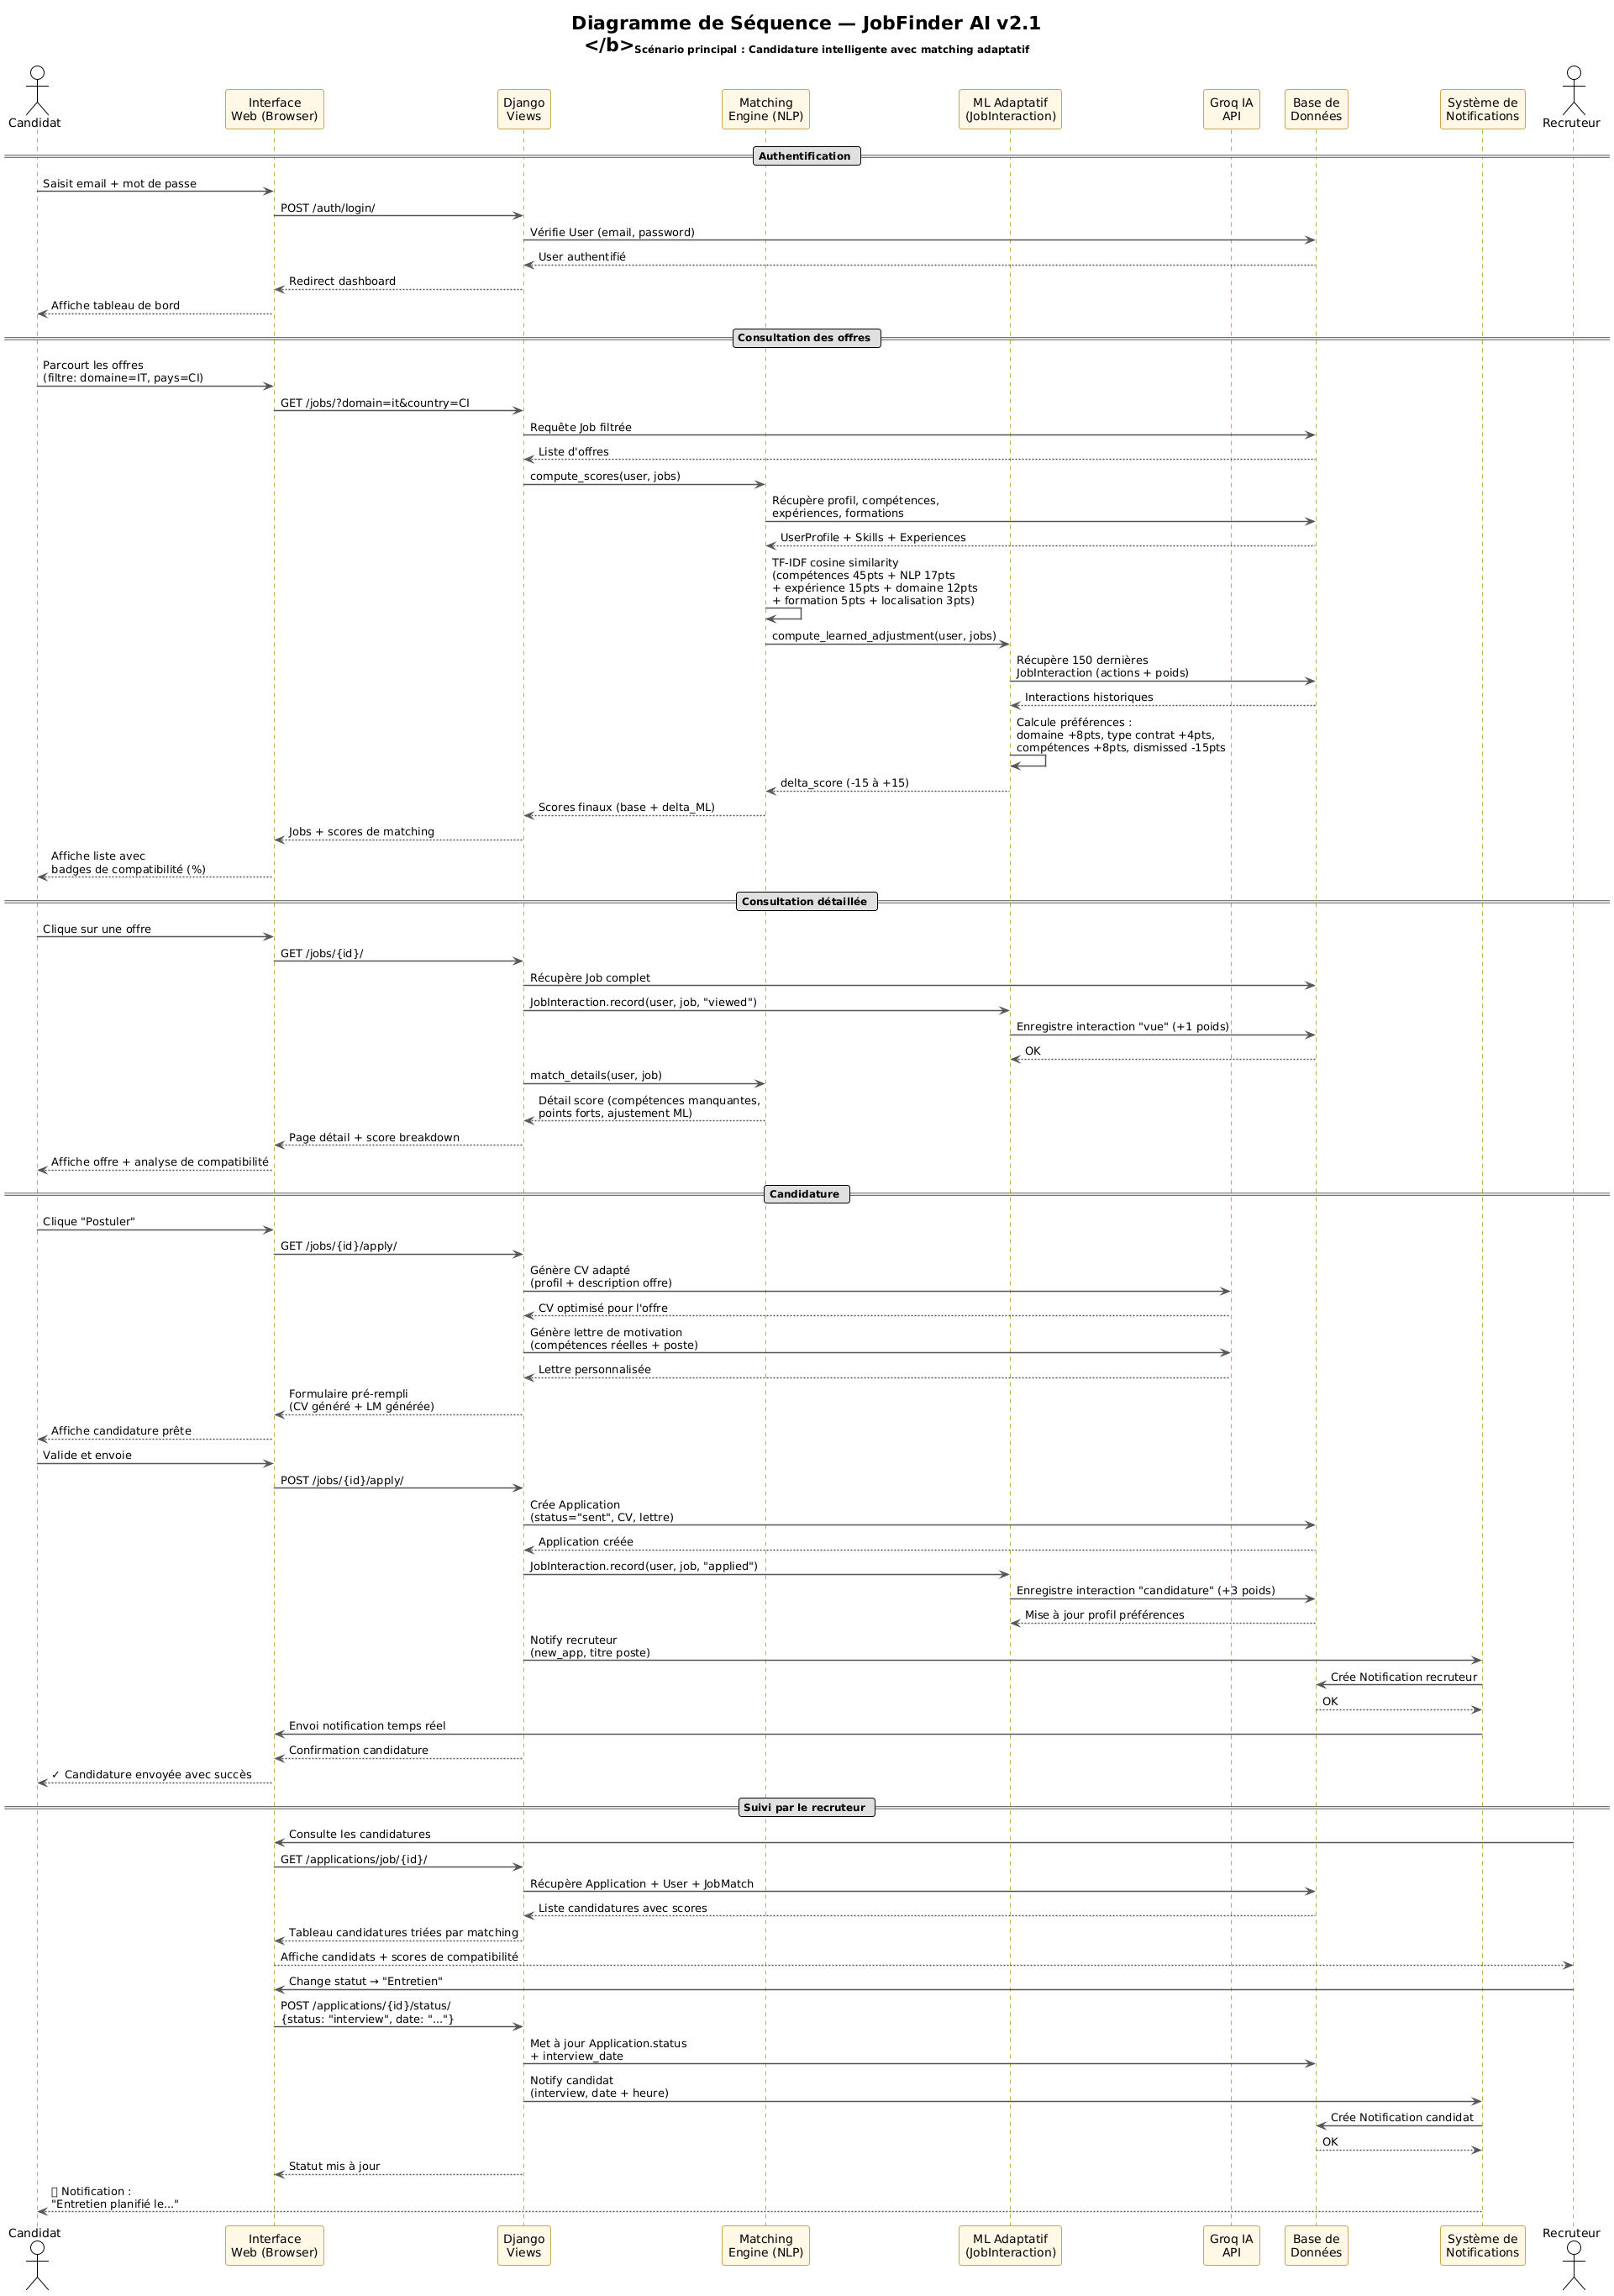 Diagramme de Séquence — JobFinder AI v2.1
</b>Scénario principal : Candidature intelligente avec matching adaptatif
Candidat
Interface
Web (Browser)
Django
Views
Matching
Engine (NLP)
ML Adaptatif
(JobInteraction)
Groq IA
API
Base de
Données
Système de
Notifications
Recruteur
Authentification
Saisit email + mot de passe
POST /auth/login/
Vérifie User (email, password)
User authentifié
Redirect dashboard
Affiche tableau de bord
Consultation des offres
Parcourt les offres
(filtre: domaine=IT, pays=CI)
GET /jobs/?domain=it&country=CI
Requête Job filtrée
Liste d'offres
compute_scores(user, jobs)
Récupère profil, compétences,
expériences, formations
UserProfile + Skills + Experiences
TF-IDF cosine similarity
(compétences 45pts + NLP 17pts
+ expérience 15pts + domaine 12pts
+ formation 5pts + localisation 3pts)
compute_learned_adjustment(user, jobs)
Récupère 150 dernières
JobInteraction (actions + poids)
Interactions historiques
Calcule préférences :
domaine +8pts, type contrat +4pts,
compétences +8pts, dismissed -15pts
delta_score (-15 à +15)
Scores finaux (base + delta_ML)
Jobs + scores de matching
Affiche liste avec
badges de compatibilité (%)
Consultation détaillée
Clique sur une offre
GET /jobs/{id}/
Récupère Job complet
JobInteraction.record(user, job, "viewed")
Enregistre interaction "vue" (+1 poids)
OK
match_details(user, job)
Détail score (compétences manquantes,
points forts, ajustement ML)
Page détail + score breakdown
Affiche offre + analyse de compatibilité
Candidature
Clique "Postuler"
GET /jobs/{id}/apply/
Génère CV adapté
(profil + description offre)
CV optimisé pour l'offre
Génère lettre de motivation
(compétences réelles + poste)
Lettre personnalisée
Formulaire pré-rempli
(CV généré + LM générée)
Affiche candidature prête
Valide et envoie
POST /jobs/{id}/apply/
Crée Application
(status="sent", CV, lettre)
Application créée
JobInteraction.record(user, job, "applied")
Enregistre interaction "candidature" (+3 poids)
Mise à jour profil préférences
Notify recruteur
(new_app, titre poste)
Crée Notification recruteur
OK
Envoi notification temps réel
Confirmation candidature
✓ Candidature envoyée avec succès
Suivi par le recruteur
Consulte les candidatures
GET /applications/job/{id}/
Récupère Application + User + JobMatch
Liste candidatures avec scores
Tableau candidatures triées par matching
Affiche candidats + scores de compatibilité
Change statut → "Entretien"
POST /applications/{id}/status/
{status: "interview", date: "..."}
Met à jour Application.status
+ interview_date
Notify candidat
(interview, date + heure)
Crée Notification candidat
OK
Statut mis à jour
Notification :
"Entretien planifié le..."
Candidat
Interface
Web (Browser)
Django
Views
Matching
Engine (NLP)
ML Adaptatif
(JobInteraction)
Groq IA
API
Base de
Données
Système de
Notifications
Recruteur